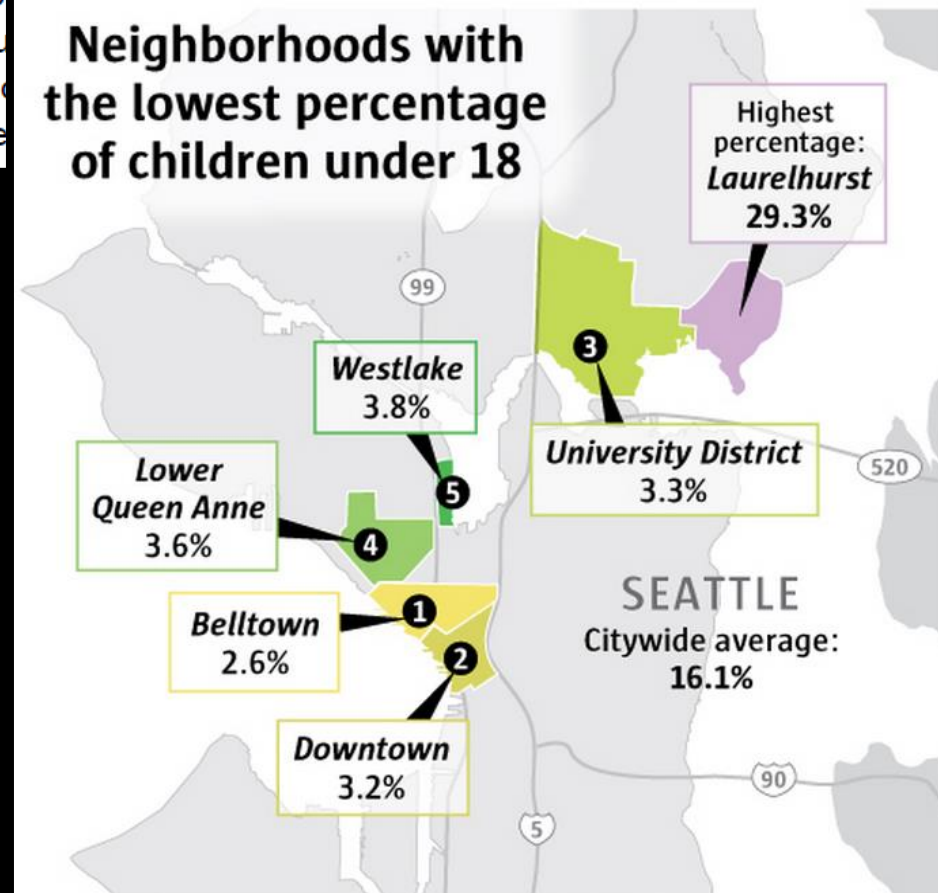 Neighborhoods with
the lowest percentage
of children under 18
Highest
percentage:
Laurelhurst
29.3%
99
3
Westlake
3.8%
University District
3.3%
520
Lower
Queen Anne
3.6%
5
4
SEATTLE
Citywide average:
16.1%
Belltown
2.6%
1
2
Downtown
3.2%
90
5